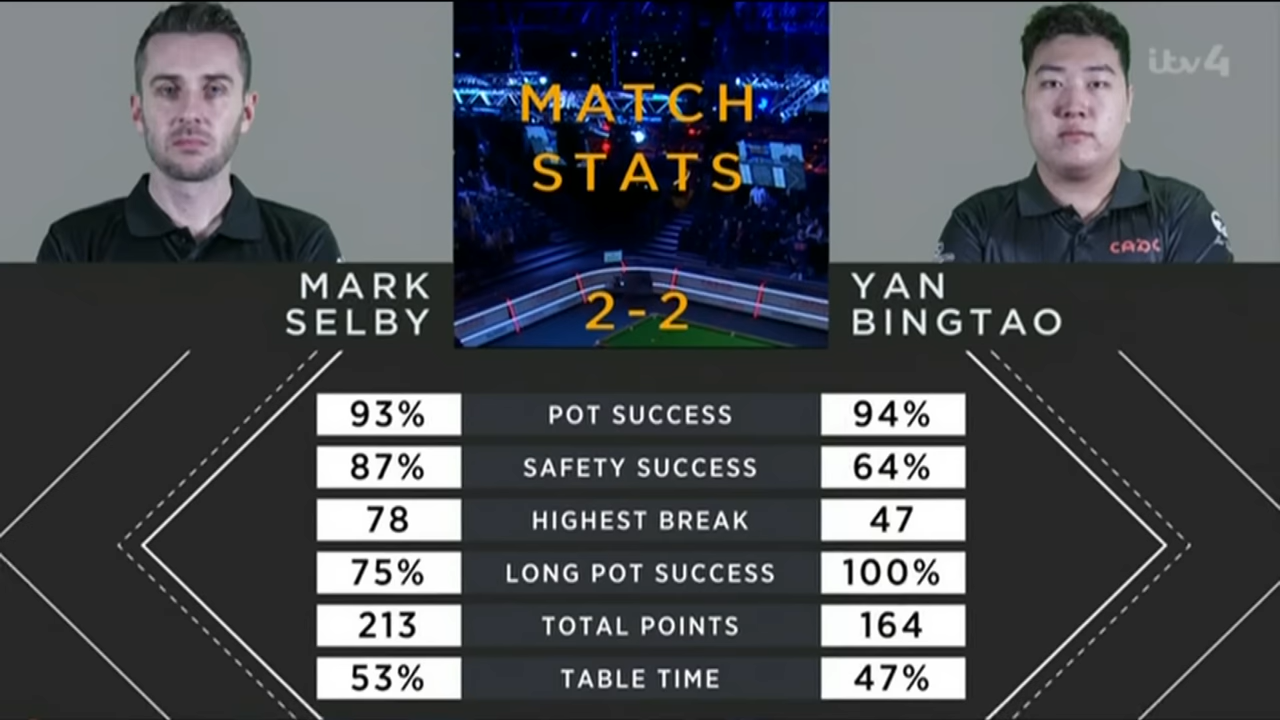 itv4
MATCH
STATS
CADC
MARK
SELBY
2-2
YAN
BINGTAO
93% POT SUCCESS 94%
87% SAFETY SUCCESS 64%
78 HIGHEST BREAK 47
75% LONG POT SUCCESS 100%
213 TOTAL POINTS 164
53% TABLE TIME 47%